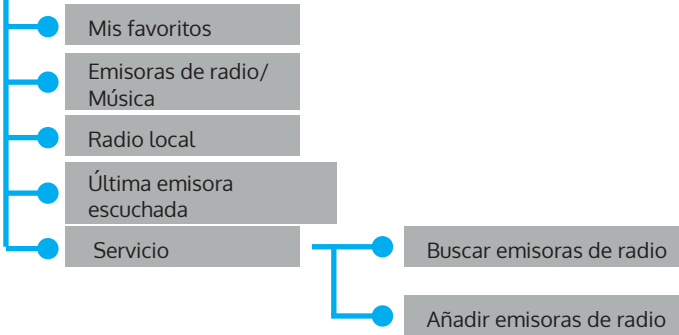 Mis favoritos
Emisoras de radio/
Música
Radio local
Última emisora
escuchada
Servicio
Buscar emisoras de radio
Añadir emisoras de radio